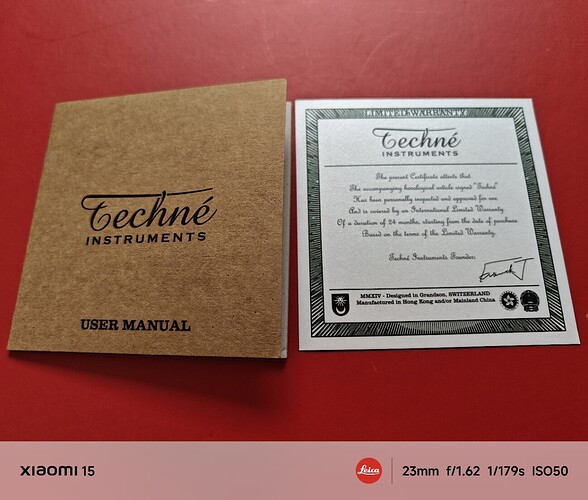 Techné
INSTRUMENTS
USER MANUAL
LIMITED WARRANTY
Techné
INSTRUMENTS
The present Certificate attests that
The accompanying horological article signed "Techné"
Has been personally inspected and approved for use
And is covered by an International Limited Warranty
Of a duration of 24 months, starting from the date of purchase
Based on the terms of the Limited Warranty.
Techné Instruments Founder:
MMXIV - Designed in Grandson, SWITZERLAND
Manufactured in Hong Kong and/or Mainland China
XIAOMI 15
Leica
23mm f/1.62 1/179s ISO50